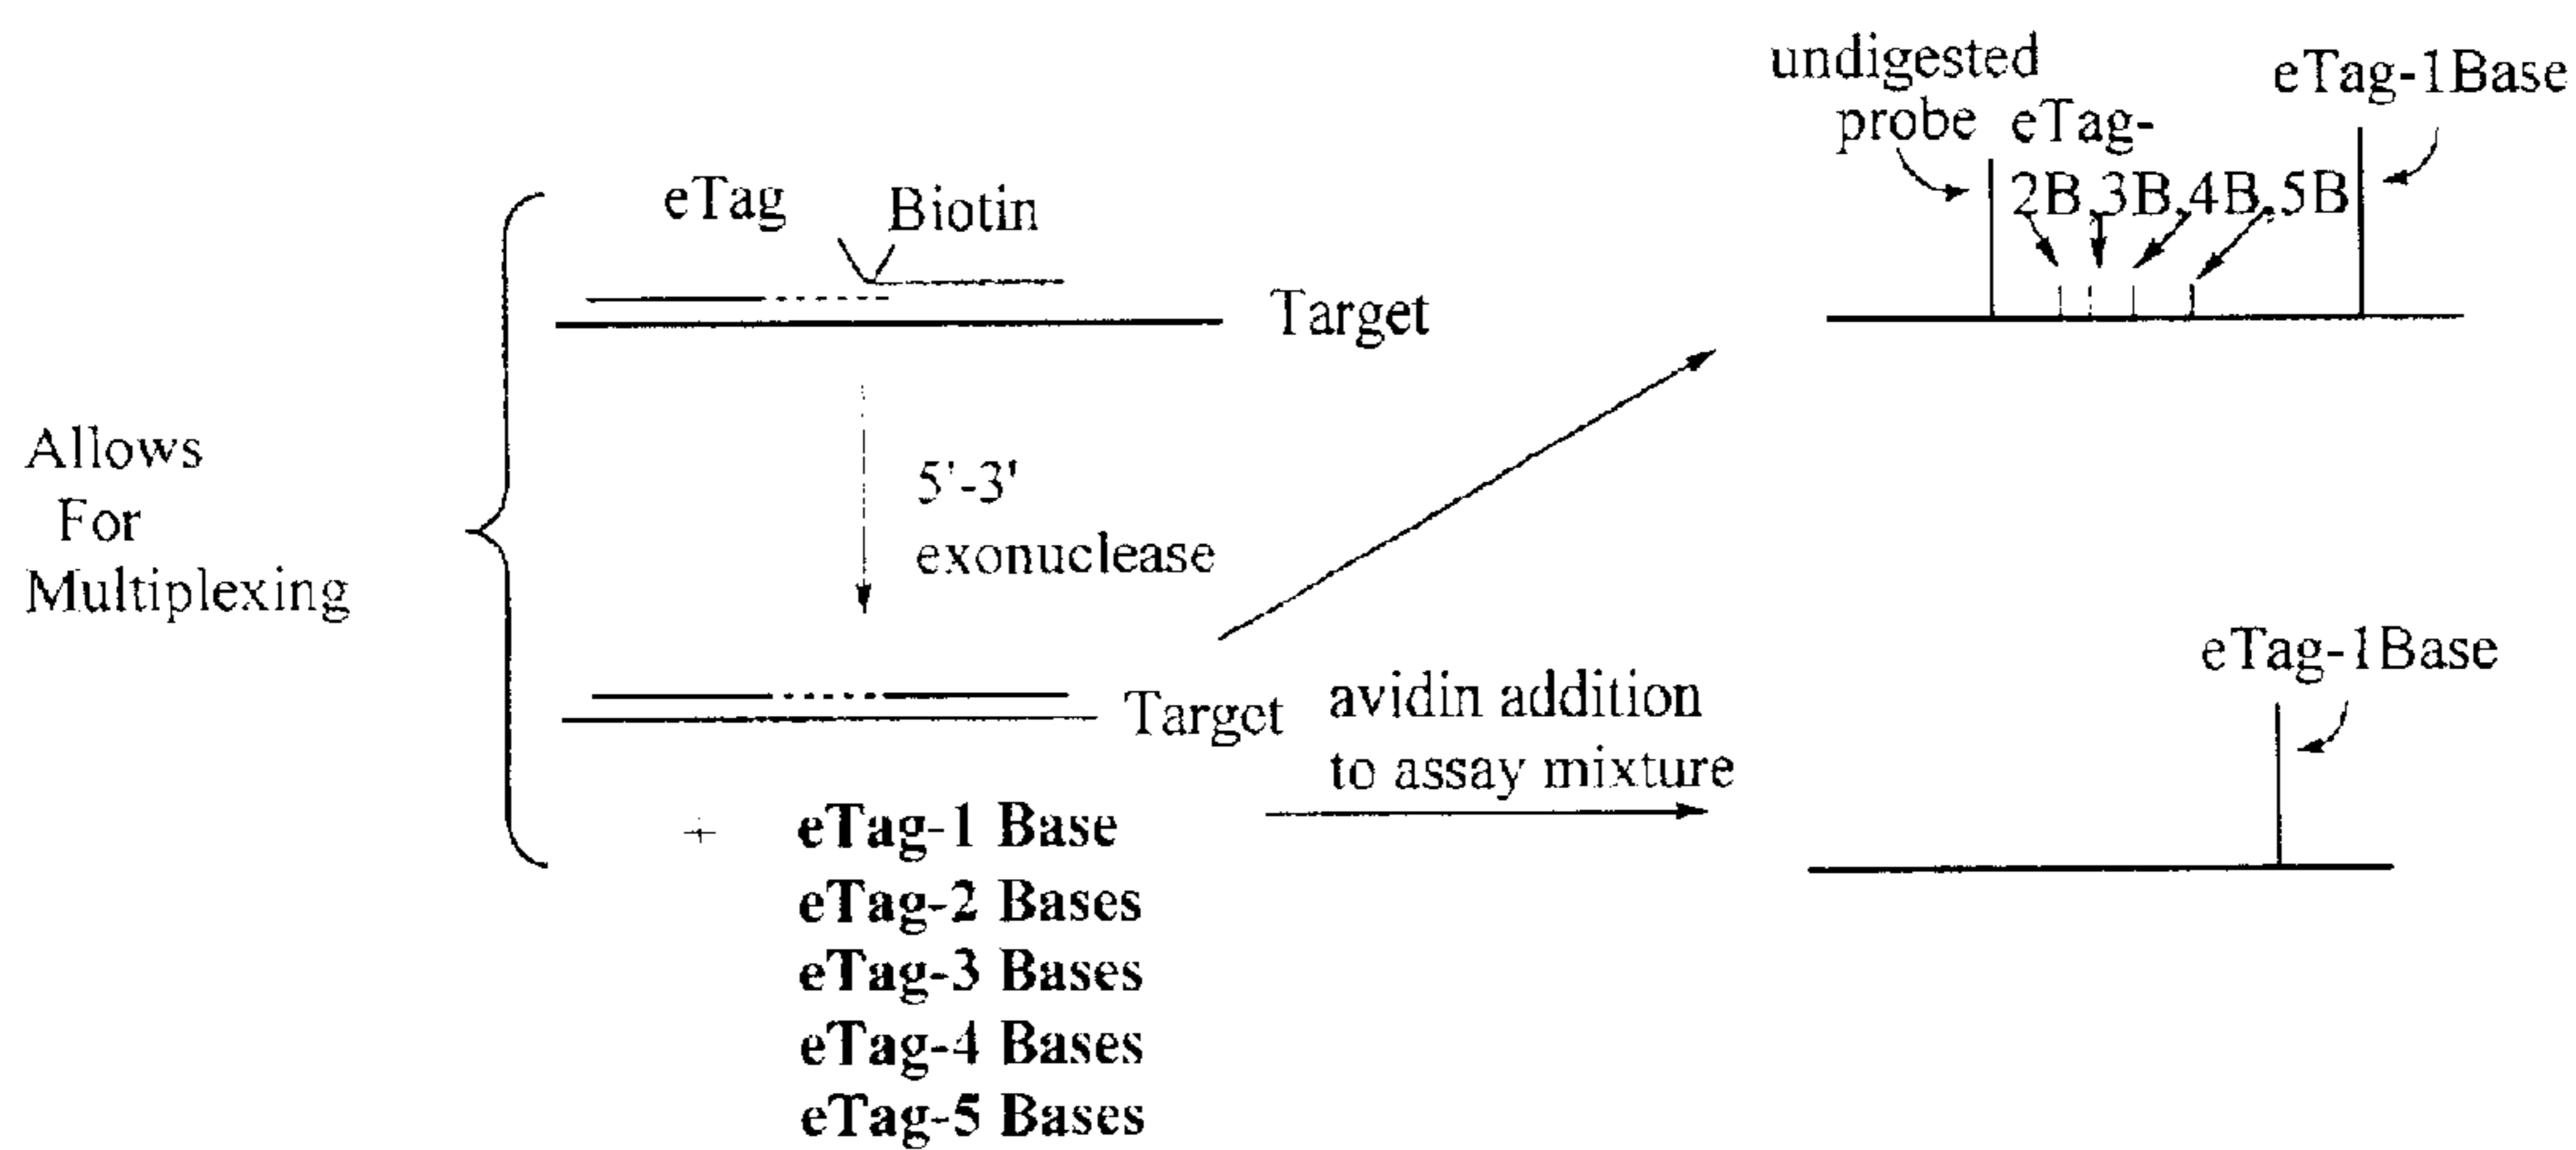 Allows
For
Multiplexing
eTag Biotin
Target
5'-3'
exonuclease
Target
+ eTag-1 Base
eTag-2 Bases
eTag-3 Bases
eTag-4 Bases
eTag-5 Bases
avidin addition
to assay mixture
undigested
probe
eTag-
2B,3B,4B,5B
eTag-1Base
eTag-1Base